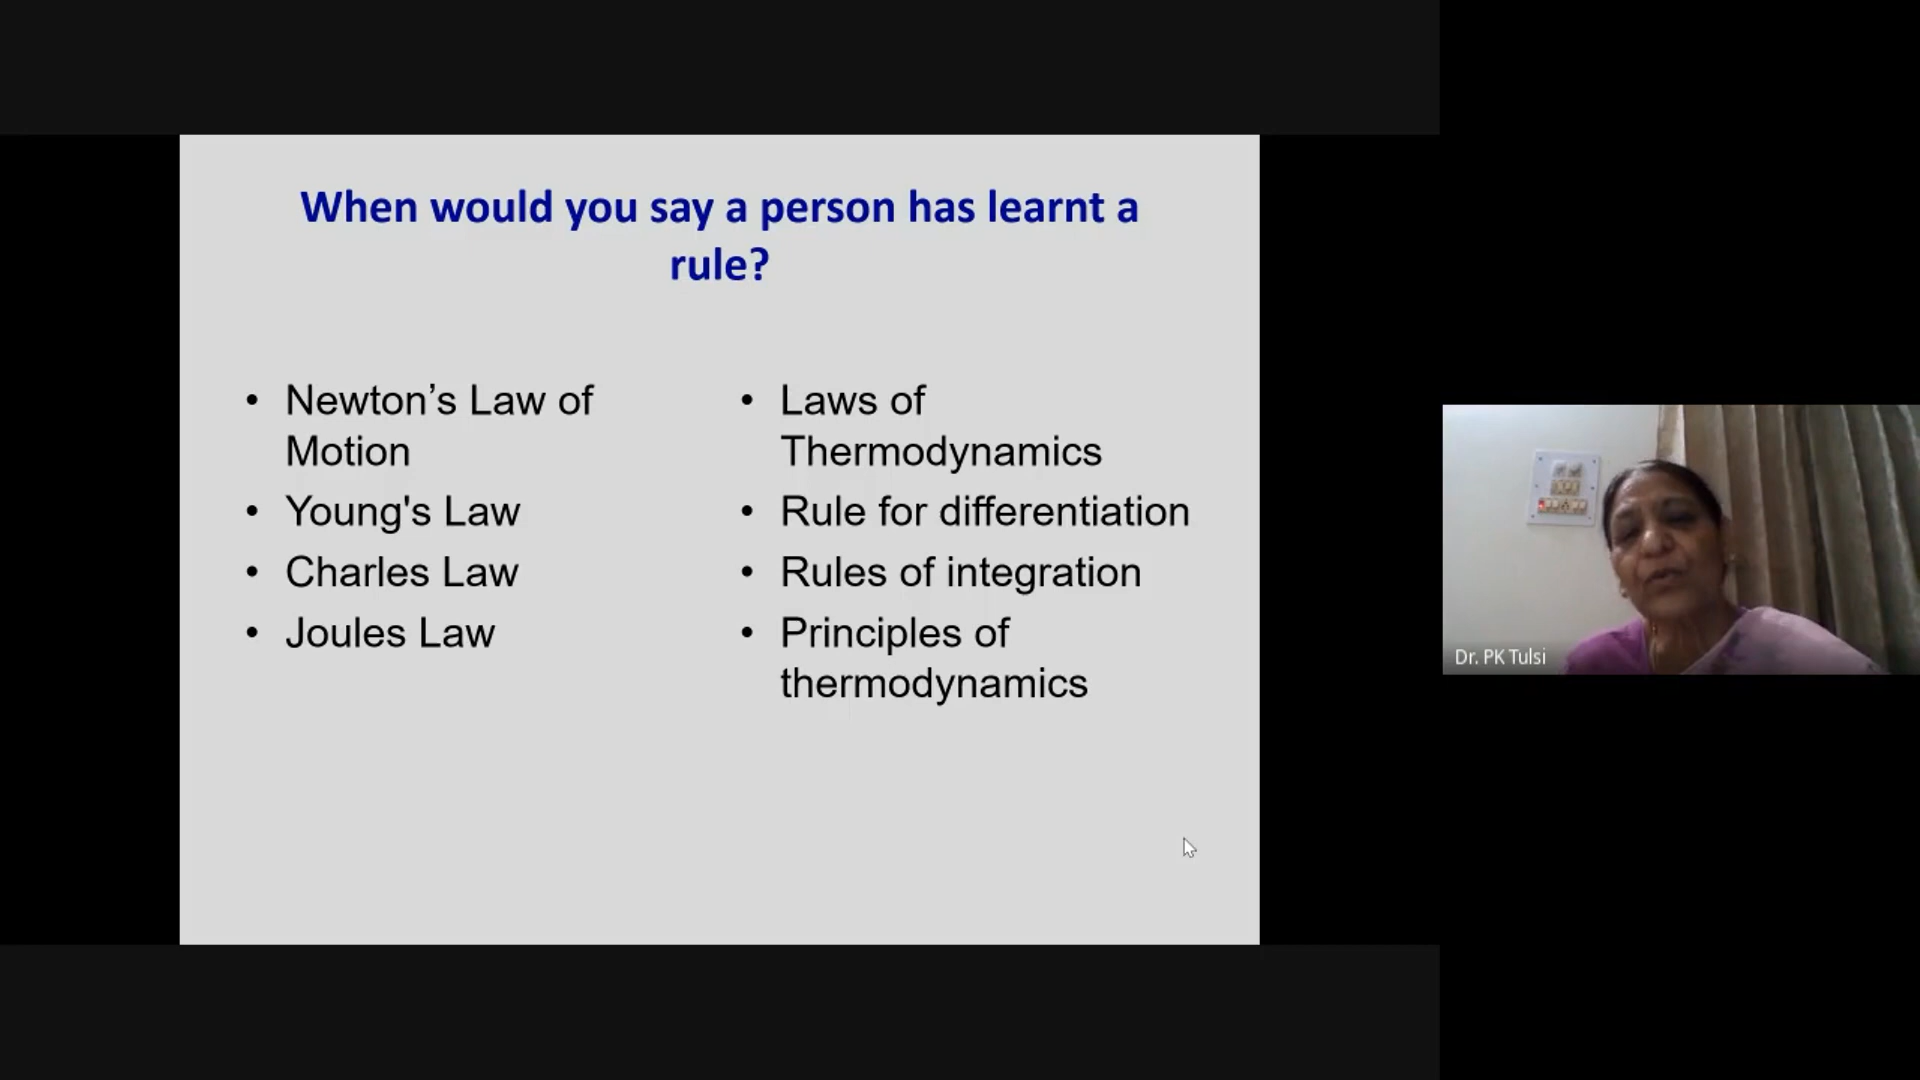 When would you say a person has learnt a
rule?
• Newton’s Law of
Motion
• Young's Law
• Charles Law
• Joules Law
• Laws of
Thermodynamics
• Rule for differentiation
• Rules of integration
• Principles of
thermodynamics
Dr. PK Tulsi